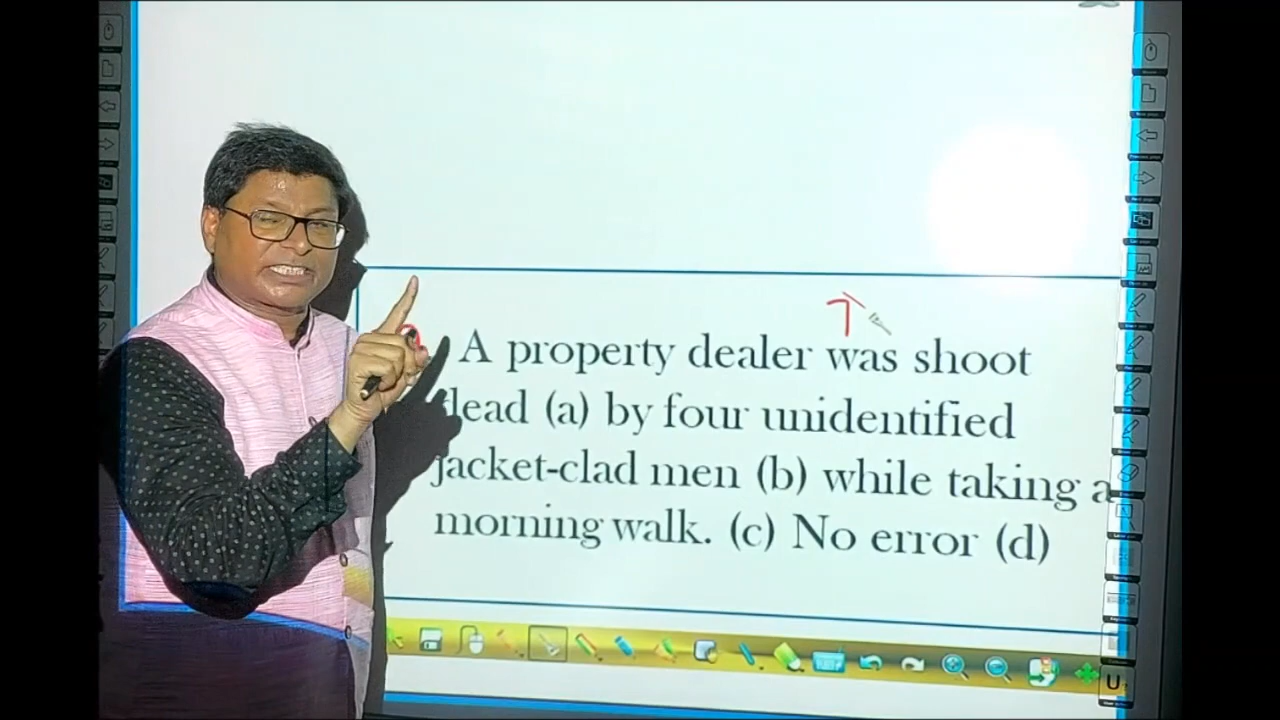 A property dealer was shoot
dead (a) by four unidentified
jacket-clad men (b) while taking a
morning walk. (c) No error (d)
U